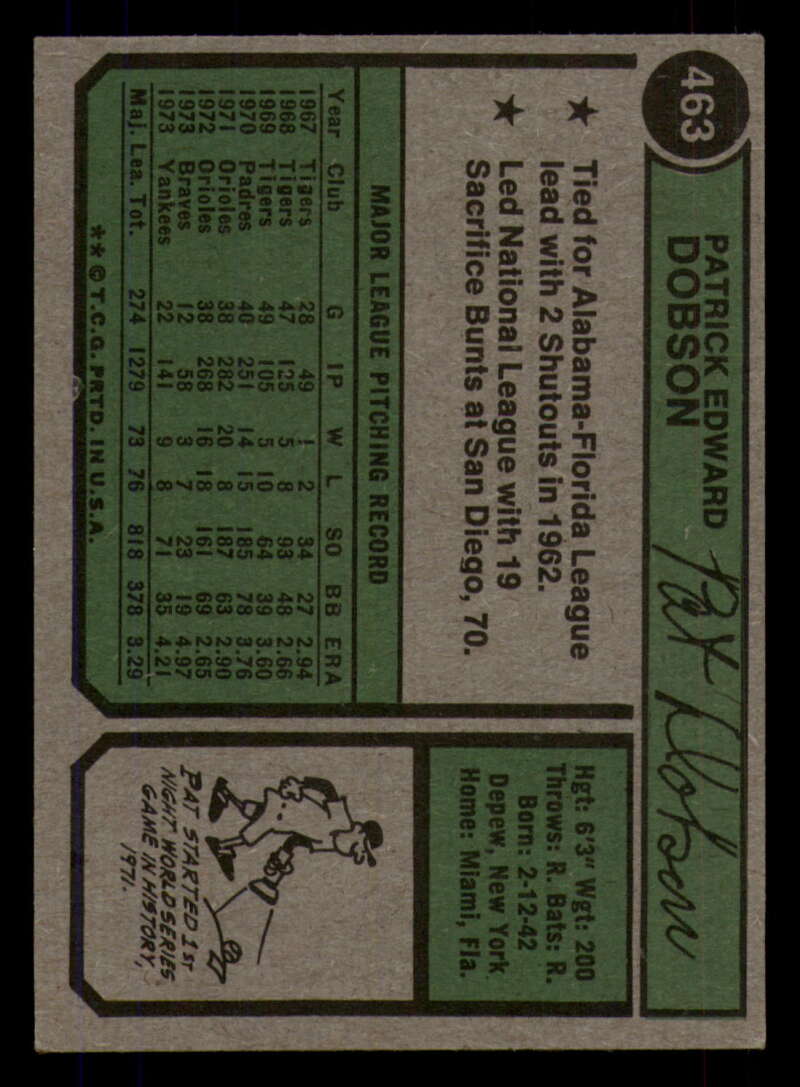 463
PATRICK EDWARD
DOBSON
Pat Dobson
★ Tied for Alabama-Florida League
lead with 2 Shutouts in 1962.
★ Led National League with 19
Sacrifice Bunts at San Diego, 70.
MAJOR LEAGUE PITCHING RECORD
Year Club G IP W L SO BB ERA
1967 Tigers 28 49 1 2 34 27 2.94
1968 Tigers 47 125 5 8 93 48 2.66
1969 Tigers 49 105 5 10 64 39 3.60
1970 Padres 40 251 14 15 185 78 3.76
1971 Orioles 38 282 20 8 187 63 2.90
1972 Orioles 38 268 16 18 161 69 2.65
1973 Braves 12 58 3 7 23 19 4.97
1973 Yankees 22 141 9 8 71 35 4.21
Maj. Lea. Tot. 274 1279 73 76 818 378 3.29
**©T.C.G. PRTD. IN U.S.A.
Hgt: 6'3" Wgt: 200
Throws: R. Bats: R.
Born: 2-12-42
Depew, New York
Home: Miami, Fla.
PAT STARTED 1ST
NIGHT WORLD SERIES
GAME IN HISTORY,
1971.